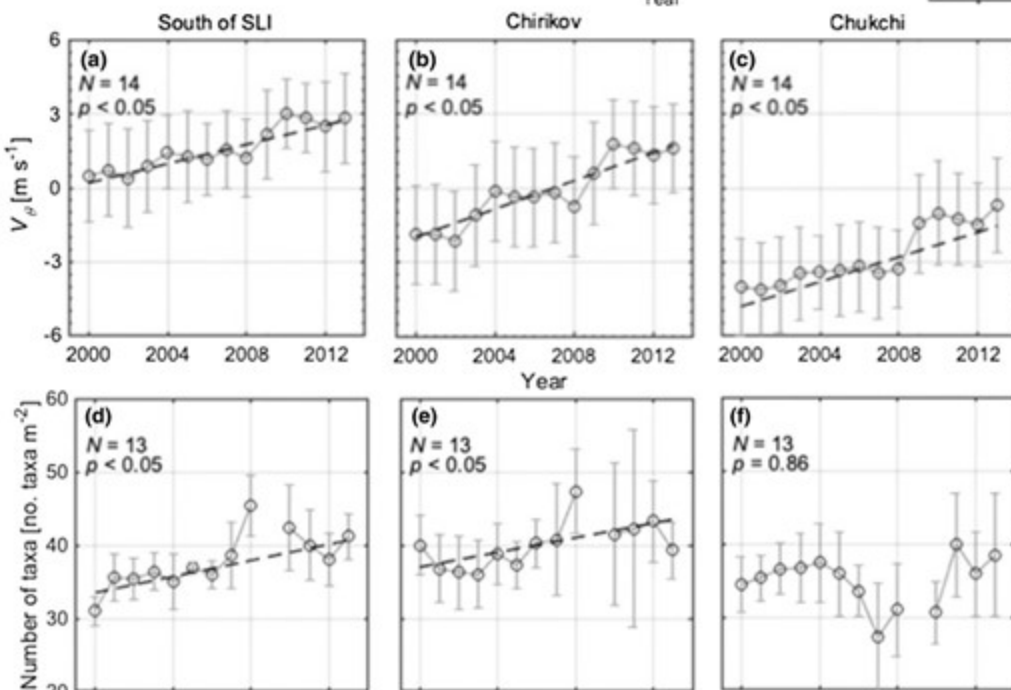 Year
South of SLI Chirikov Chukchi
(a) (b) (c)
N = 14 N = 14 N = 14
p < 0.05 p < 0.05 p < 0.05
6
3
0
-3
-6
Vθ [m s-1]
2000 2004 2008 2012 2000 2004 2008 2012 2000 2004 2008 2012
Year
(d) (e) (f)
N = 13 N = 13 N = 13
p < 0.05 p < 0.05 p = 0.86
60
50
40
30
20
Number of taxa [no. taxa m-2]